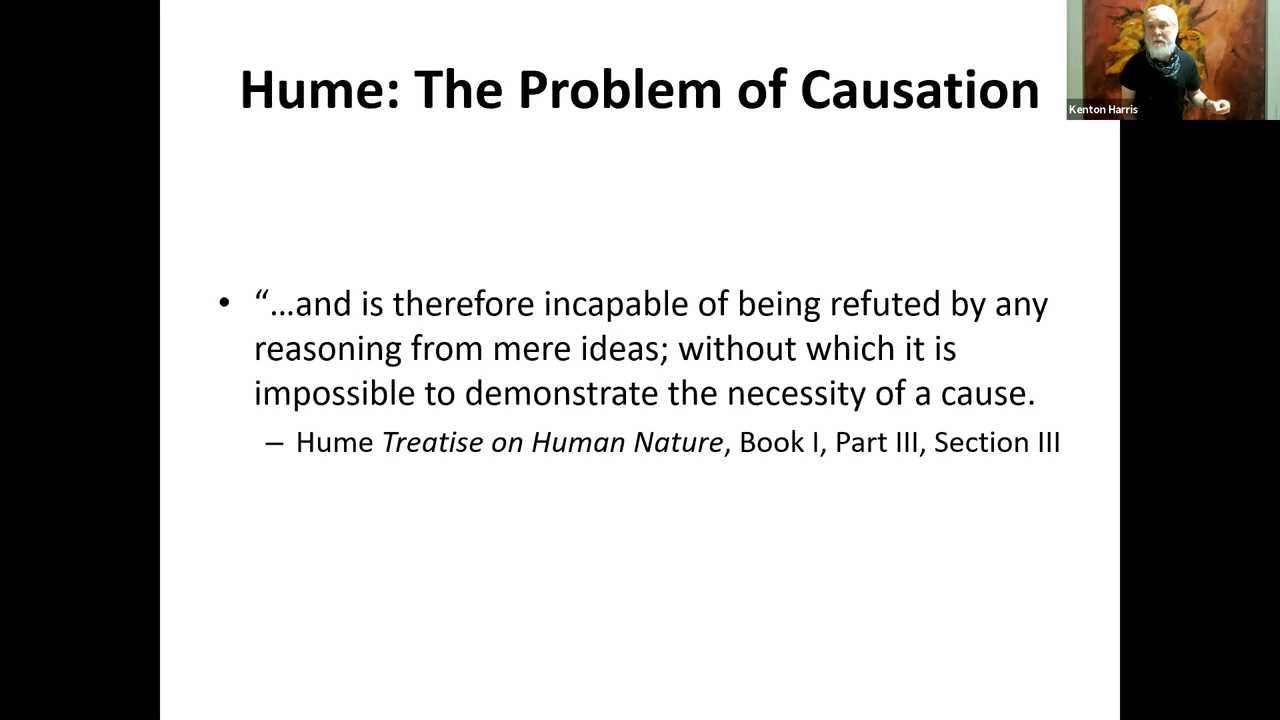 Hume: The Problem of Causation
Kenton Harris
• “…and is therefore incapable of being refuted by any
reasoning from mere ideas; without which it is
impossible to demonstrate the necessity of a cause.
– Hume Treatise on Human Nature, Book I, Part III, Section III